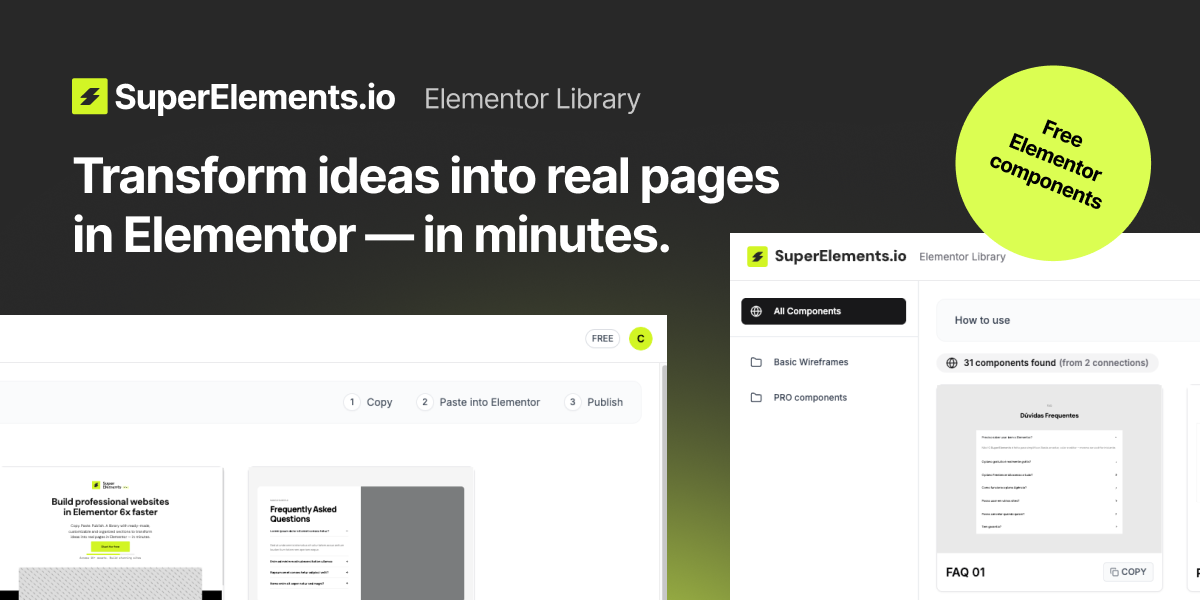 SuperElements.io Elementor Library
Transform ideas into real pages
in Elementor — in minutes.
Free
Elementor
components
FREE
C
1 Copy 2 Paste into Elementor 3 Publish
Super
Elements
Build professional websites
in Elementor 6x faster
Frequently Asked
Questions
SuperElements.io Elementor Library
All Components
Basic Wireframes
PRO components
How to use
31 components found (from 2 connections)
Dúvidas Frequentes
FAQ 01
COPY